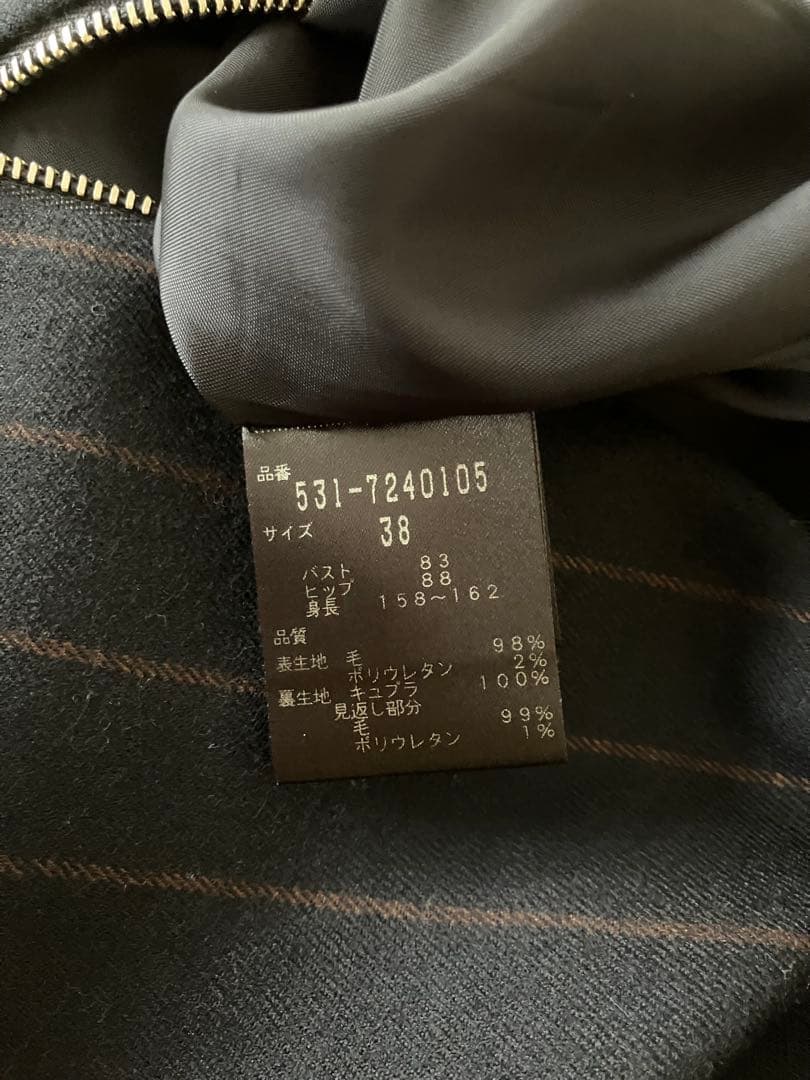 品番 531-7240105
サイズ 38
バスト 83
ヒップ 88
身長 158~162
品質
表生地 毛 98%
ポリウレタン 2%
裏生地 キュプラ 100%
見返し部分
毛 99%
ポリウレタン 1%